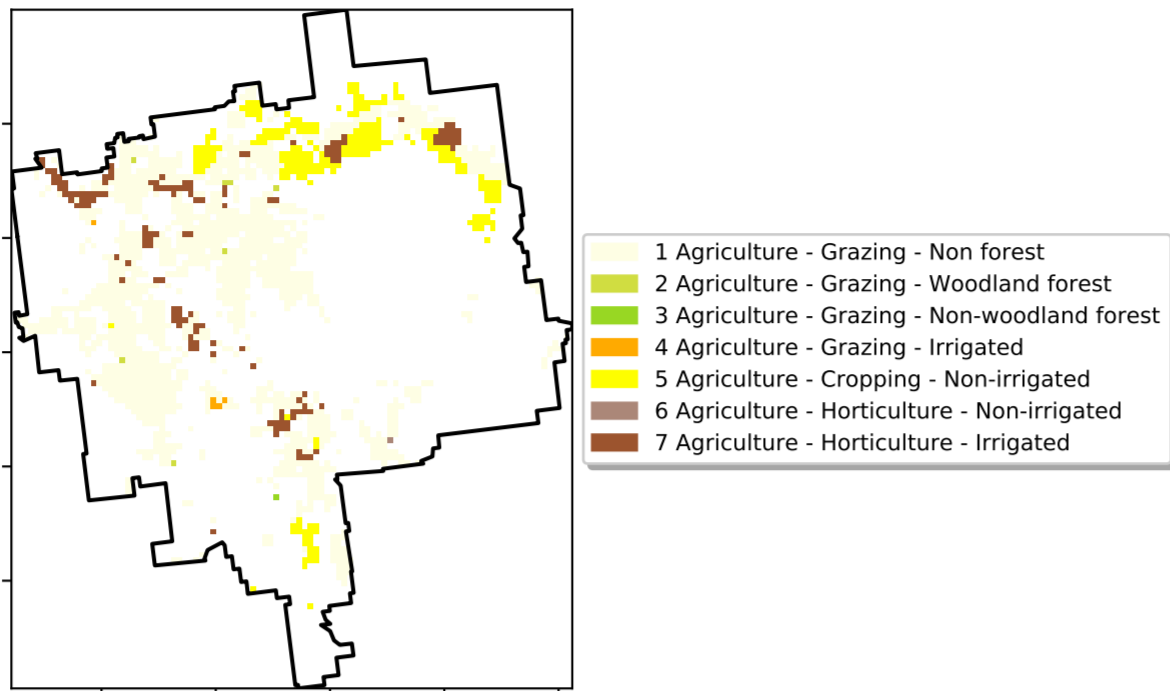 1 Agriculture - Grazing - Non forest
2 Agriculture - Grazing - Woodland forest
3 Agriculture - Grazing - Non-woodland forest
4 Agriculture - Grazing - Irrigated
5 Agriculture - Cropping - Non-irrigated
6 Agriculture - Horticulture - Non-irrigated
7 Agriculture - Horticulture - Irrigated